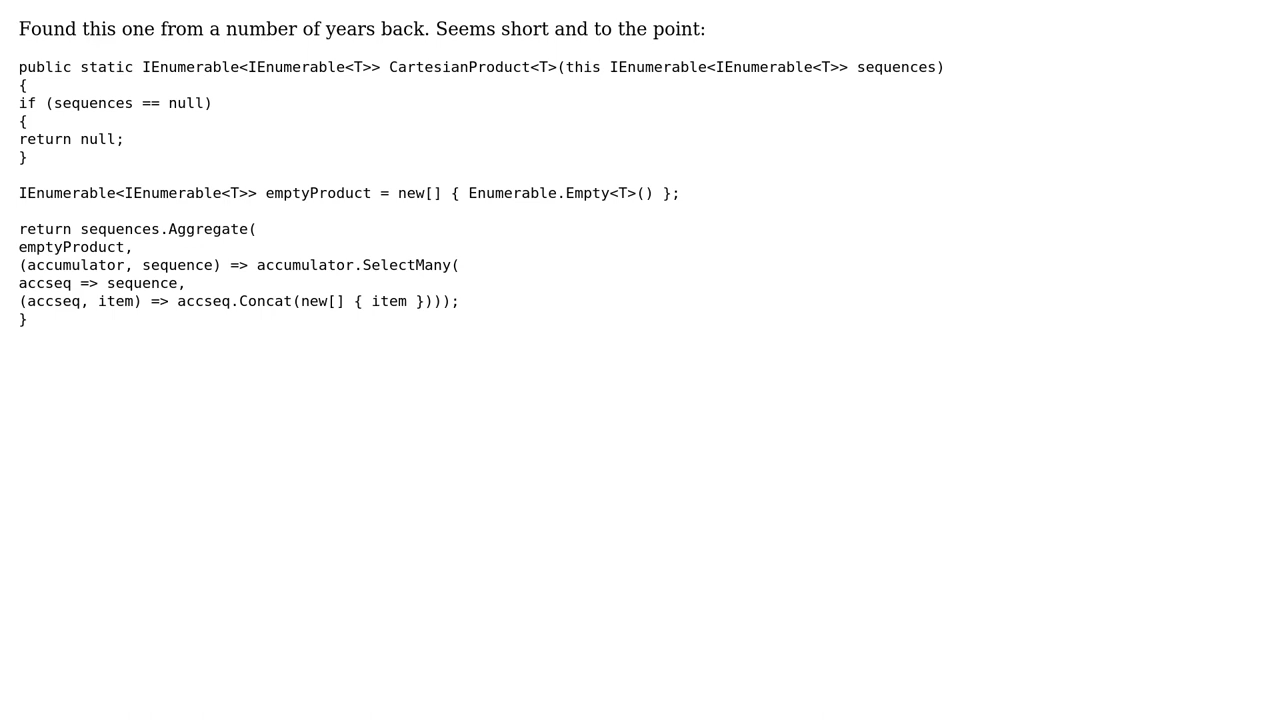 Found this one from a number of years back. Seems short and to the point:
public static IEnumerable<IEnumerable<T>> CartesianProduct<T>(this IEnumerable<IEnumerable<T>> sequences)
{
if (sequences == null)
{
return null;
}
IEnumerable<IEnumerable<T>> emptyProduct = new[] { Enumerable.Empty<T>() };
return sequences.Aggregate(
emptyProduct,
(accumulator, sequence) => accumulator.SelectMany(
accseq => sequence,
(accseq, item) => accseq.Concat(new[] { item })));
}